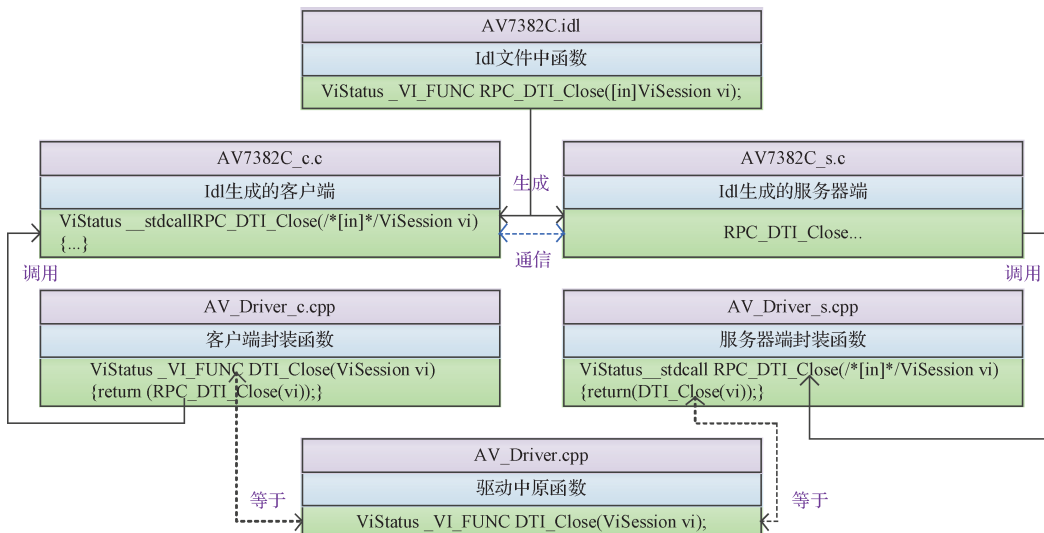 AV7382C.idl
Idl文件中函数
ViStatus _VI_FUNC RPC_DTI_Close([in]ViSession vi);
AV7382C_c.c
Idl生成的客户端
ViStatus __stdcallRPC_DTI_Close(/*[in]*/ViSession vi)
{...}
生成
通信
AV7382C_s.c
Idl生成的服务器端
RPC_DTI_Close...
调用
调用
AV_Driver_c.cpp
客户端封装函数
ViStatus _VI_FUNC DTI_Close(ViSession vi)
{return (RPC_DTI_Close(vi));}
AV_Driver_s.cpp
服务器端封装函数
ViStatus__stdcall RPC_DTI_Close(/*[in]*/ViSession vi)
{return(DTI_Close(vi));}
AV_Driver.cpp
驱动中原函数
ViStatus _VI_FUNC DTI_Close(ViSession vi);
等于
等于